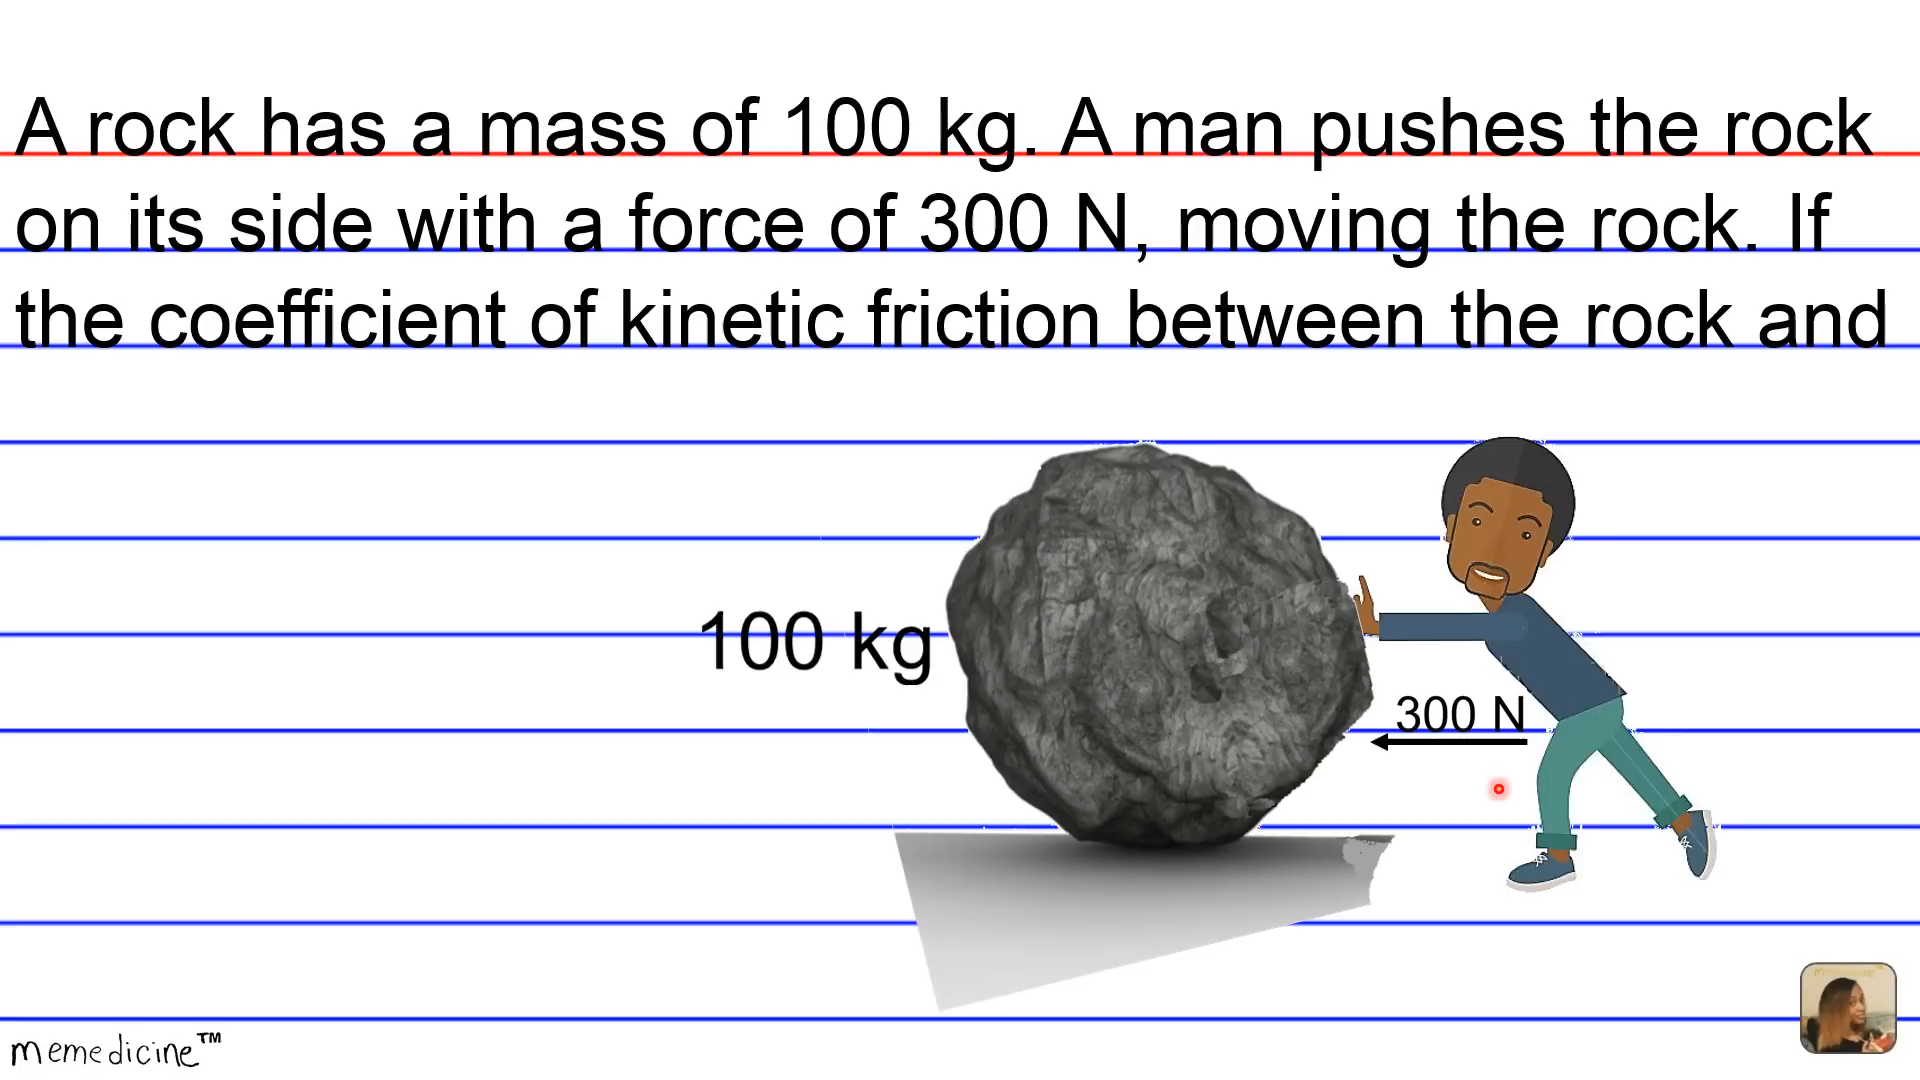 A rock has a mass of 100 kg. A man pushes the rock
on its side with a force of 300 N, moving the rock. If
the coefficient of kinetic friction between the rock and
100 kg
300 N
memedicine™